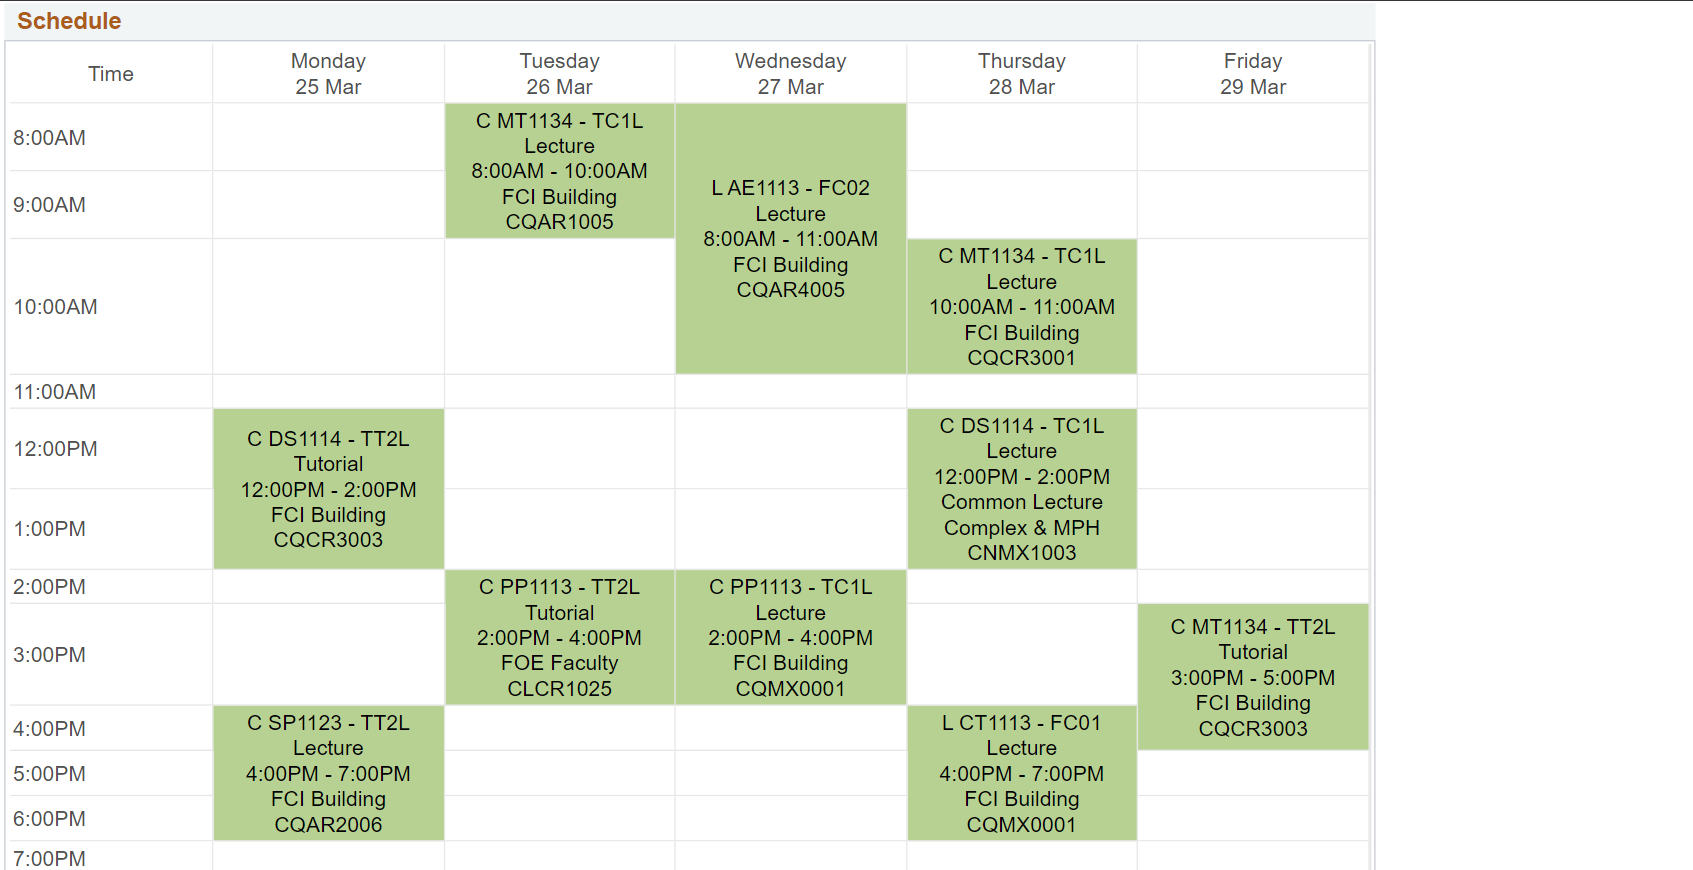 Schedule
Time
Monday
25 Mar
Tuesday
26 Mar
Wednesday
27 Mar
Thursday
28 Mar
Friday
29 Mar
8:00AM
C MT1134 - TC1L
Lecture
8:00AM - 10:00AM
FCI Building
CQAR1005
L AE1113 - FC02
Lecture
8:00AM - 11:00AM
FCI Building
CQAR4005
9:00AM
10:00AM
C MT1134 - TC1L
Lecture
10:00AM - 11:00AM
FCI Building
CQCR3001
11:00AM
12:00PM
C DS1114 - TT2L
Tutorial
12:00PM - 2:00PM
FCI Building
CQCR3003
C DS1114 - TC1L
Lecture
12:00PM - 2:00PM
Common Lecture
Complex & MPH
CNMX1003
1:00PM
2:00PM
C PP1113 - TT2L
Tutorial
2:00PM - 4:00PM
FOE Faculty
CLCR1025
C PP1113 - TC1L
Lecture
2:00PM - 4:00PM
FCI Building
CQMX0001
3:00PM
C MT1134 - TT2L
Tutorial
3:00PM - 5:00PM
FCI Building
CQCR3003
4:00PM
C SP1123 - TT2L
Lecture
4:00PM - 7:00PM
FCI Building
CQAR2006
L CT1113 - FC01
Lecture
4:00PM - 7:00PM
FCI Building
CQMX0001
5:00PM
6:00PM
7:00PM